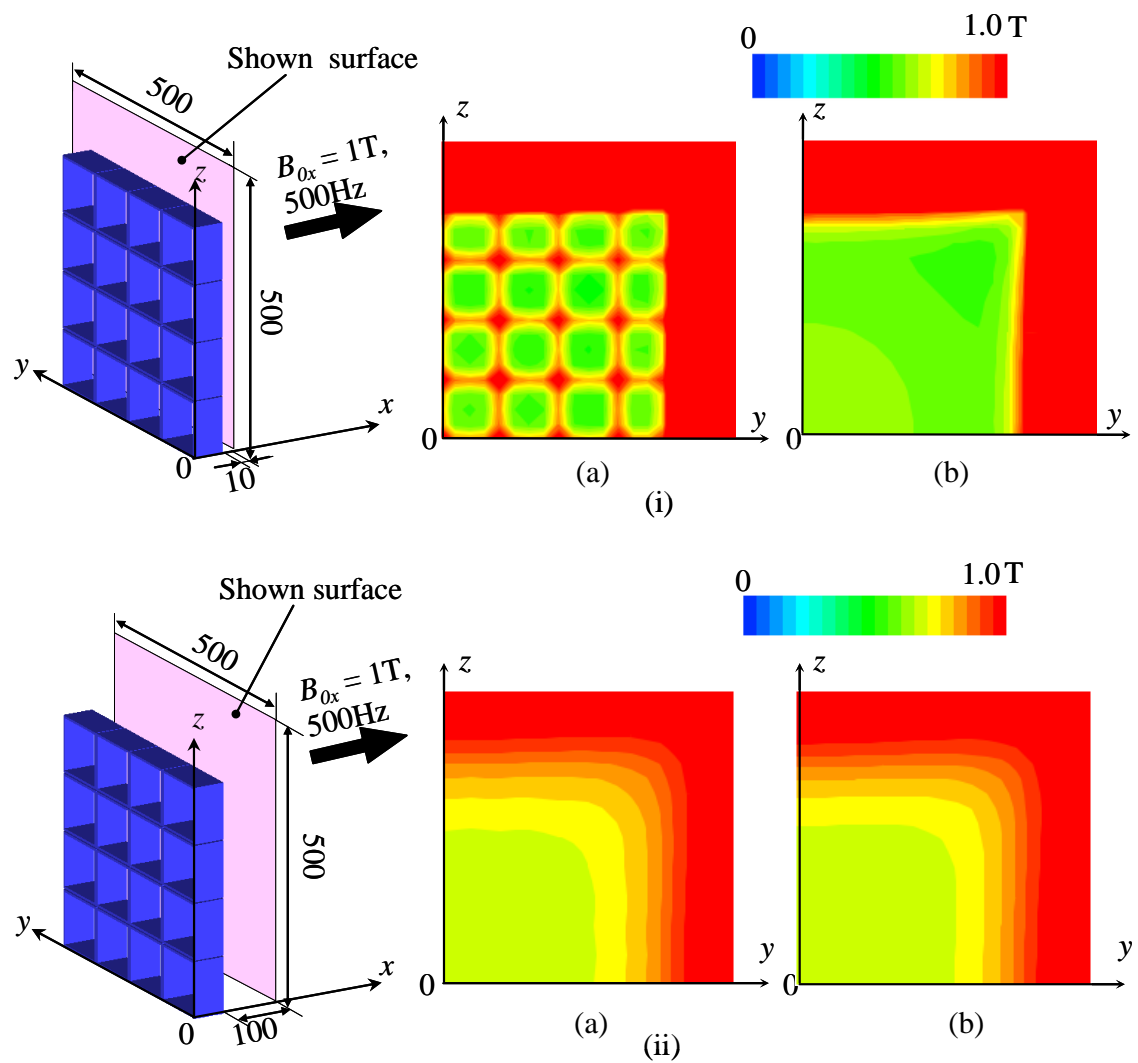 Shown surface
500
B0x = 1T,
500Hz
z
500
y
x
0
10
0
1.0 T
z
0
y
(a)
z
0
y
(b)
(i)
Shown surface
500
B0x = 1T,
500Hz
z
500
y
x
0
100
0
1.0 T
z
0
y
(a)
z
0
y
(b)
(ii)